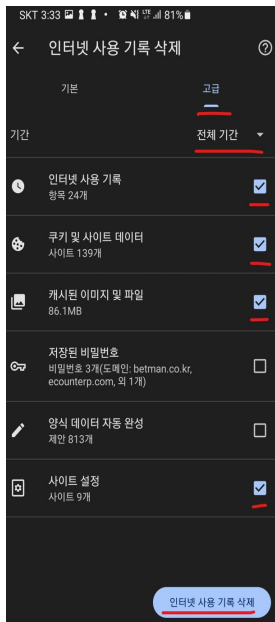 SKT 3:33 81%
인터넷 사용 기록 삭제
기본 고급
기간 전체 기간
인터넷 사용 기록
항목 24개
쿠키 및 사이트 데이터
사이트 139개
캐시된 이미지 및 파일
86.1MB
저장된 비밀번호
비밀번호 3개(도메인: betman.co.kr,
ecounterp.com, 외 1개)
양식 데이터 자동 완성
제안 813개
사이트 설정
사이트 9개
인터넷 사용 기록 삭제